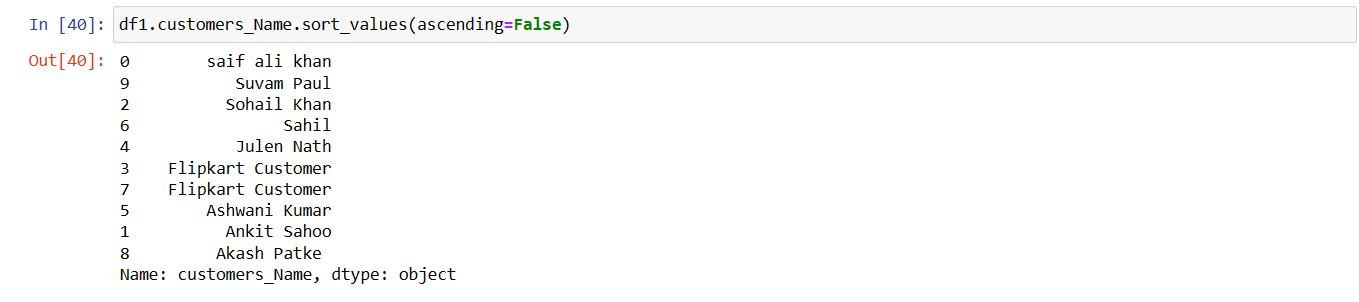 In [40]: df1.customers_Name.sort_values(ascending=False)
Out[40]: 0        saif ali khan
9           Suvam Paul
2          Sohail Khan
6                Sahil
4           Julen Nath
3    Flipkart Customer
7    Flipkart Customer
5        Ashwani Kumar
1          Ankit Sahoo
8         Akash Patke
Name: customers_Name, dtype: object